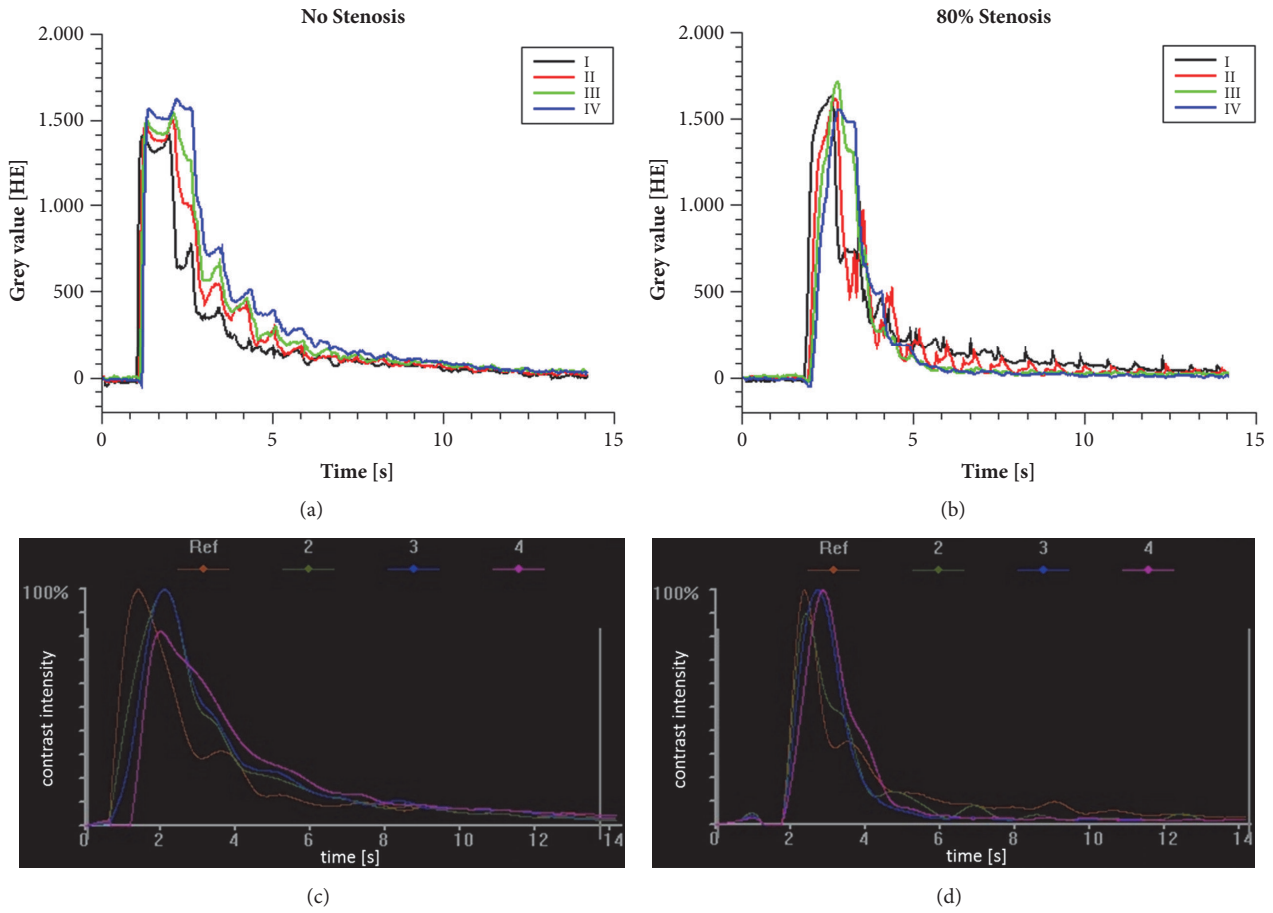 (a)
No Stenosis
2.000
1.500
1.000
500
0
Grey value [HE]
I
II
III
IV
0
5
10
15
Time [s]
(a)
(b)
80% Stenosis
2.000
1.500
1.000
500
0
Grey value [HE]
I
II
III
IV
0
5
10
15
Time [s]
(b)
Ref 2 3 4
100%
contrast intensity
0 2 4 6 8 10 12 14
time [s]
(c)
Ref 2 3 4
100%
contrast intensity
0 2 4 6 8 10 12 14
time [s]
(d)